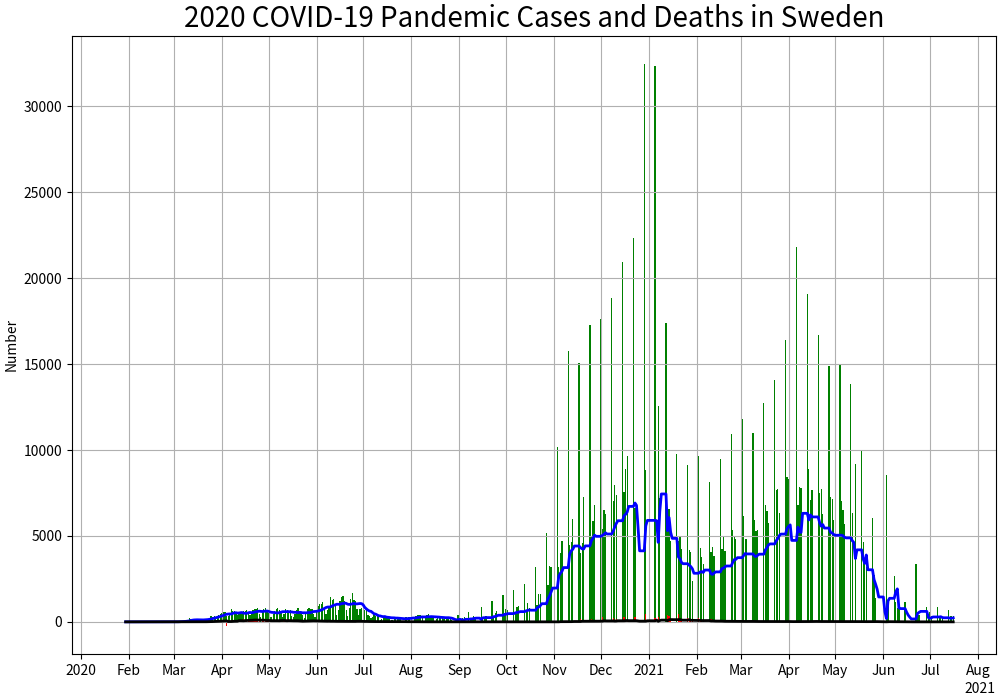 2020 COVID-19 Pandemic Cases and Deaths in Sweden
Number
30000
25000
20000
15000
10000
5000
0
2020 Feb Mar Apr May Jun Jul Aug Sep Oct Nov Dec 2021 Feb Mar Apr May Jun Jul Aug
2021